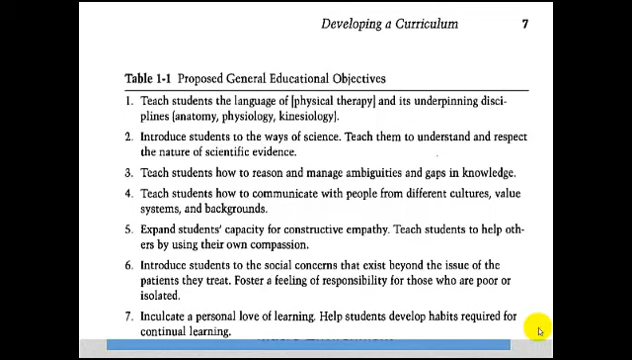 Developing a Curriculum 7
Table 1-1 Proposed General Educational Objectives
1. Teach students the language of [physical therapy] and its underpinning disci-
plines (anatomy, physiology, kinesiology).
2. Introduce students to the ways of science. Teach them to understand and respect
the nature of scientific evidence.
3. Teach students how to reason and manage ambiguities and gaps in knowledge.
4. Teach students how to communicate with people from different cultures, value
systems, and backgrounds.
5. Expand students' capacity for constructive empathy. Teach students to help oth-
ers by using their own compassion.
6. Introduce students to the social concerns that exist beyond the issue of the
patients they treat. Foster a feeling of responsibility for those who are poor or
isolated.
7. Inculcate a personal love of learning. Help students develop habits required for
continual learning.